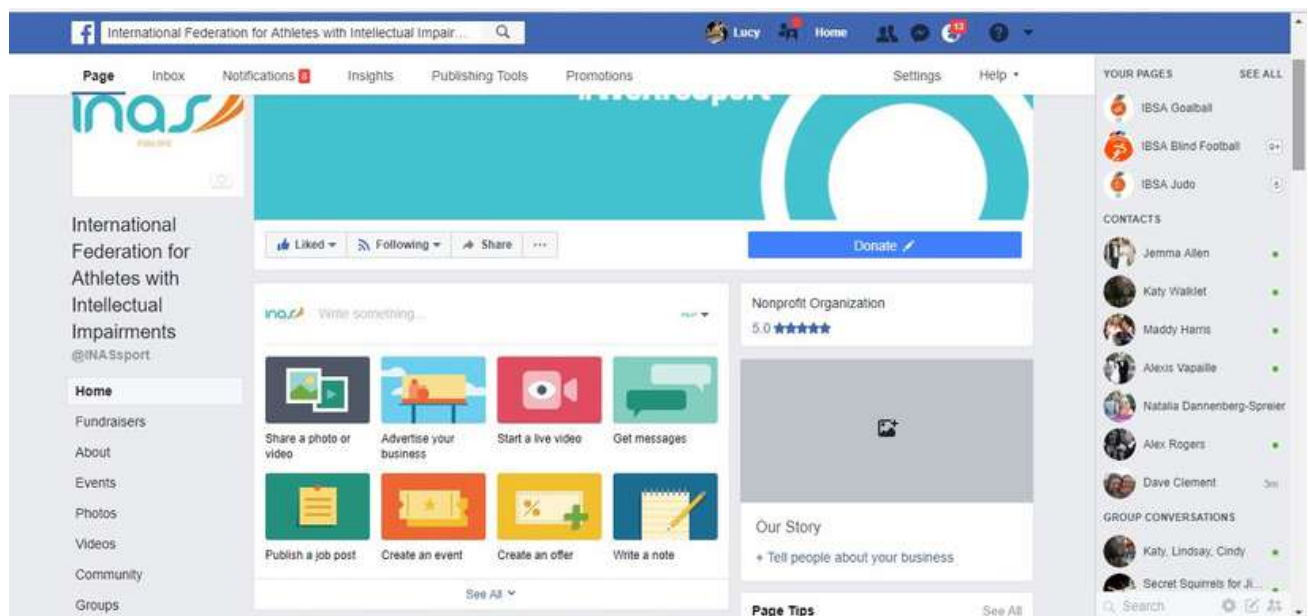 International Federation for Athletes with Intellectual Impair...
Lucy
Home
13
Page
Inbox
Notifications 8
Insights
Publishing Tools
Promotions
Settings
Help
inas
International
Federation for
Athletes with
Intellectual
Impairments
@INASsport
Home
Fundraisers
About
Events
Photos
Videos
Community
Groups
Liked
Following
Share
Donate
inas
Write something...
Share a photo or
video
Advertise your
business
Start a live video
Get messages
Publish a job post
Create an event
Create an offer
Write a note
See All
Nonprofit Organization
5.0
Our Story
+ Tell people about your business
Page Tips
See All
YOUR PAGES
SEE ALL
IBSA Goalball
IBSA Blind Football
9+
IBSA Judo
CONTACTS
Jemma Allen
Katy Walklet
Maddy Harris
Alexis Vapaille
Natalia Dannenberg-Spreier
Alex Rogers
Dave Clement
3m
GROUP CONVERSATIONS
Katy, Lindsay, Cindy
Secret Squirrels for Ji...
Search